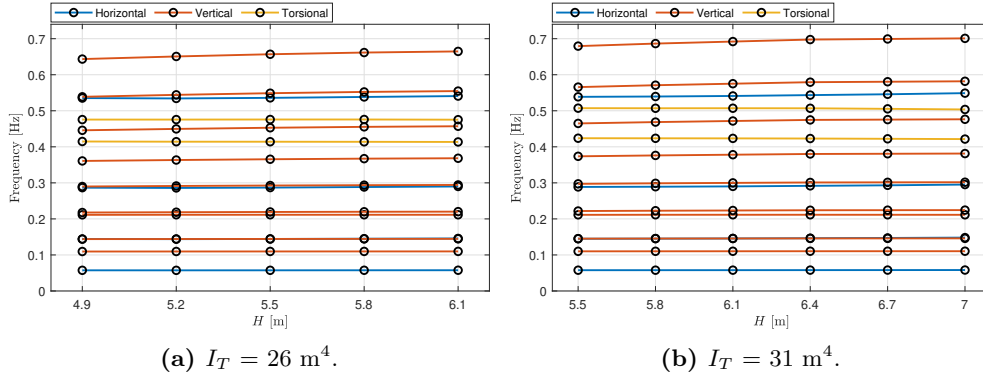 Horizontal Vertical Torsional
0.7
0.6
0.5
0.4
0.3
0.2
0.1
0
Frequency [Hz]
4.9 5.2 5.5 5.8 6.1
H [m]
(a) I_T = 26 m⁴.
Horizontal Vertical Torsional
0.7
0.6
0.5
0.4
0.3
0.2
0.1
0
Frequency [Hz]
5.5 5.8 6.1 6.4 6.7 7
H [m]
(b) I_T = 31 m⁴.